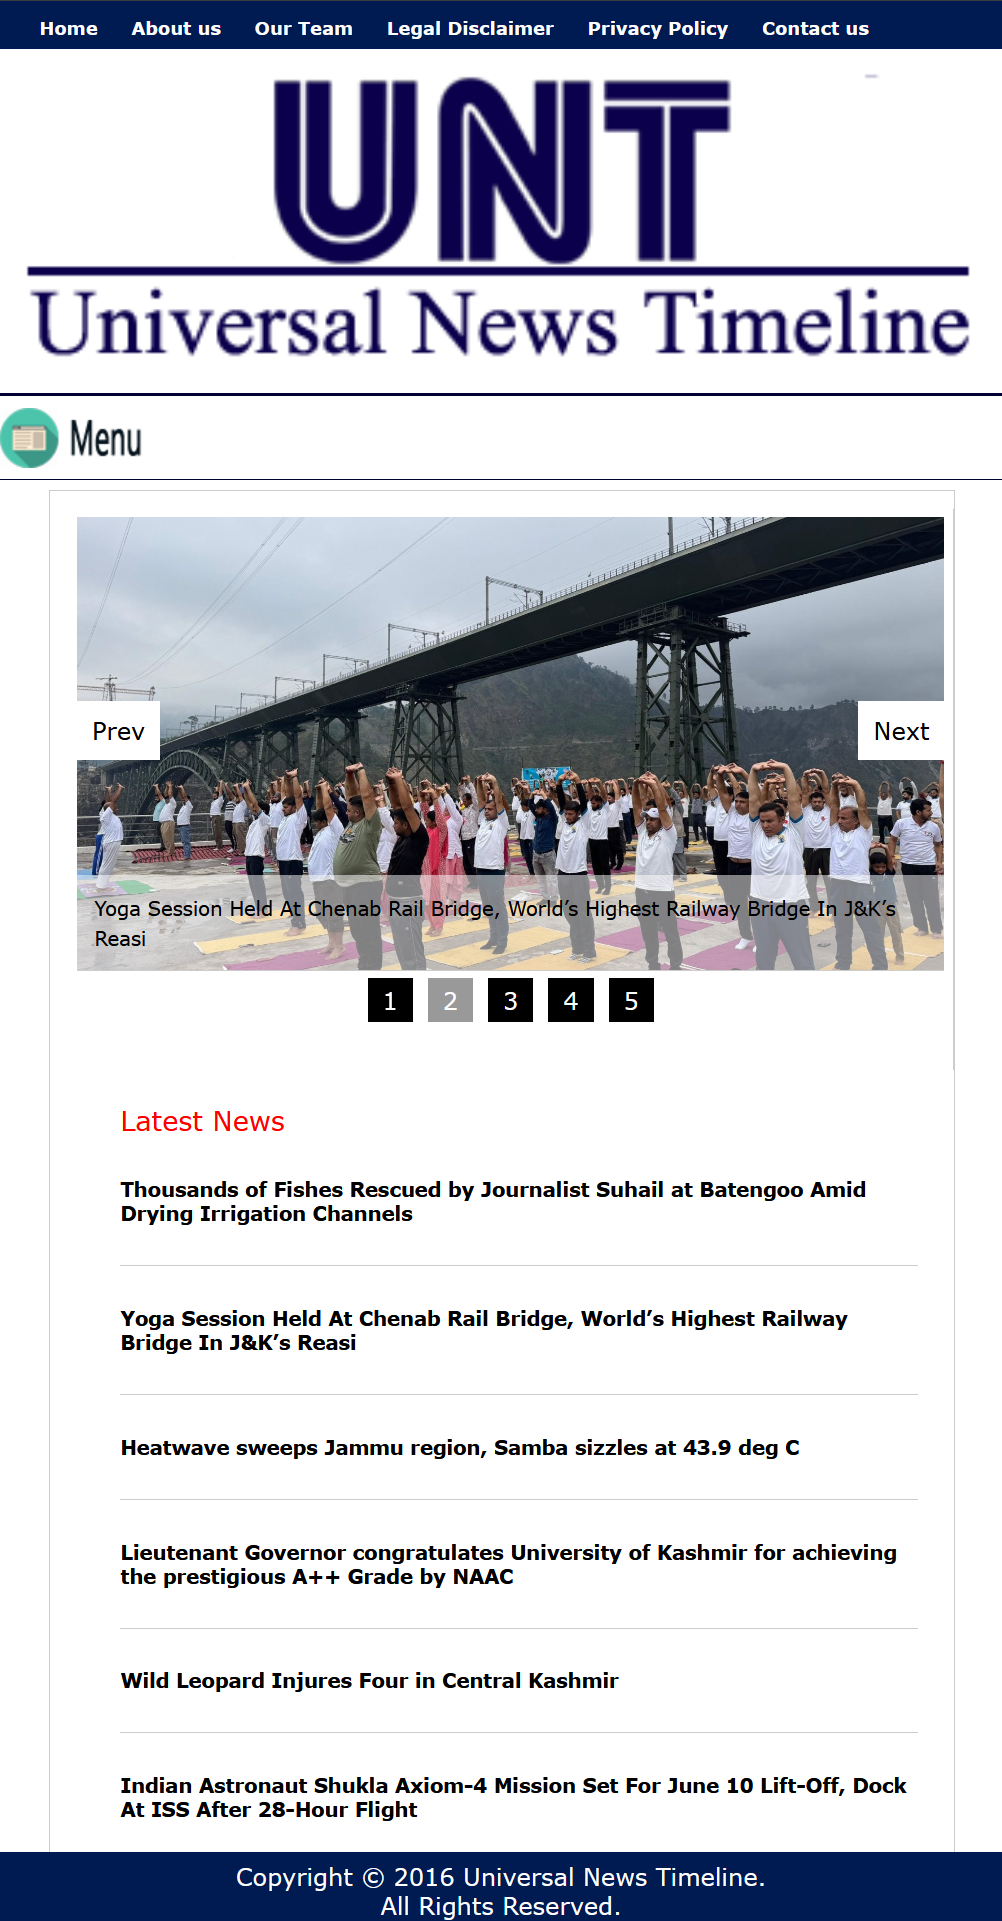 Home About us Our Team Legal Disclaimer Privacy Policy Contact us
UNT
Universal News Timeline
Menu
Prev
Next
Yoga Session Held At Chenab Rail Bridge, World’s Highest Railway Bridge In J&K’s
Reasi
1 2 3 4 5
Latest News
Thousands of Fishes Rescued by Journalist Suhail at Batengoo Amid
Drying Irrigation Channels
Yoga Session Held At Chenab Rail Bridge, World’s Highest Railway
Bridge In J&K’s Reasi
Heatwave sweeps Jammu region, Samba sizzles at 43.9 deg C
Lieutenant Governor congratulates University of Kashmir for achieving
the prestigious A++ Grade by NAAC
Wild Leopard Injures Four in Central Kashmir
Indian Astronaut Shukla Axiom-4 Mission Set For June 10 Lift-Off, Dock
At ISS After 28-Hour Flight
Copyright © 2016 Universal News Timeline.
All Rights Reserved.